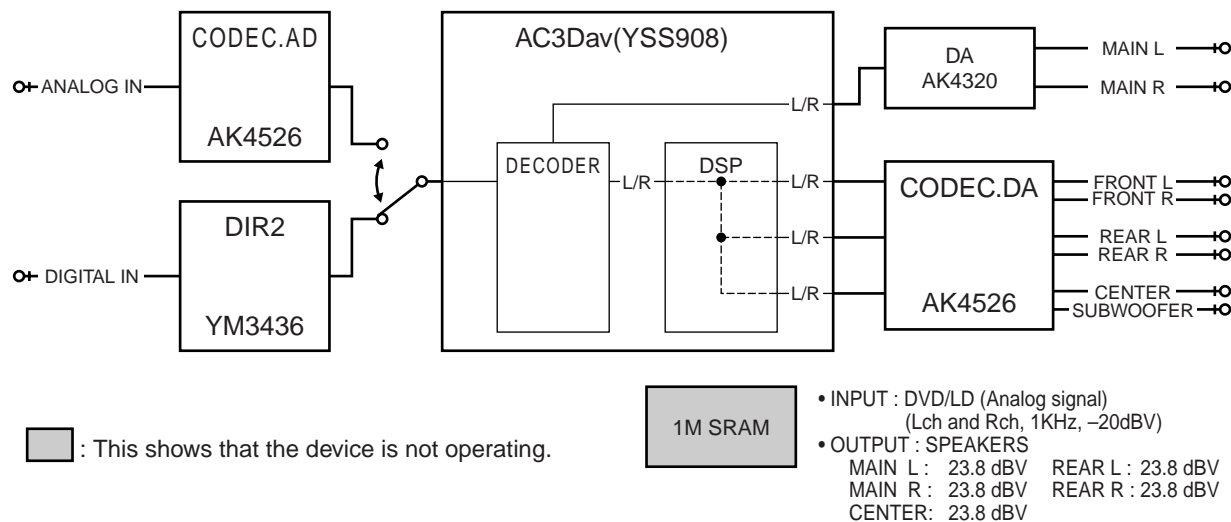 CODEC.AD
AK4526
ANALOG IN
DIR2
YM3436
DIGITAL IN
AC3Dav(YSS908)
DECODER
L/R
L/R
DSP
L/R
L/R
L/R
DA
AK4320
MAIN L
MAIN R
CODEC.DA
AK4526
FRONT L
FRONT R
REAR L
REAR R
CENTER
SUBWOOFER
: This shows that the device is not operating.
1M SRAM
• INPUT : DVD/LD (Analog signal)
(Lch and Rch, 1KHz, –20dBV)
• OUTPUT : SPEAKERS
MAIN L : 23.8 dBV REAR L : 23.8 dBV
MAIN R : 23.8 dBV REAR R : 23.8 dBV
CENTER: 23.8 dBV